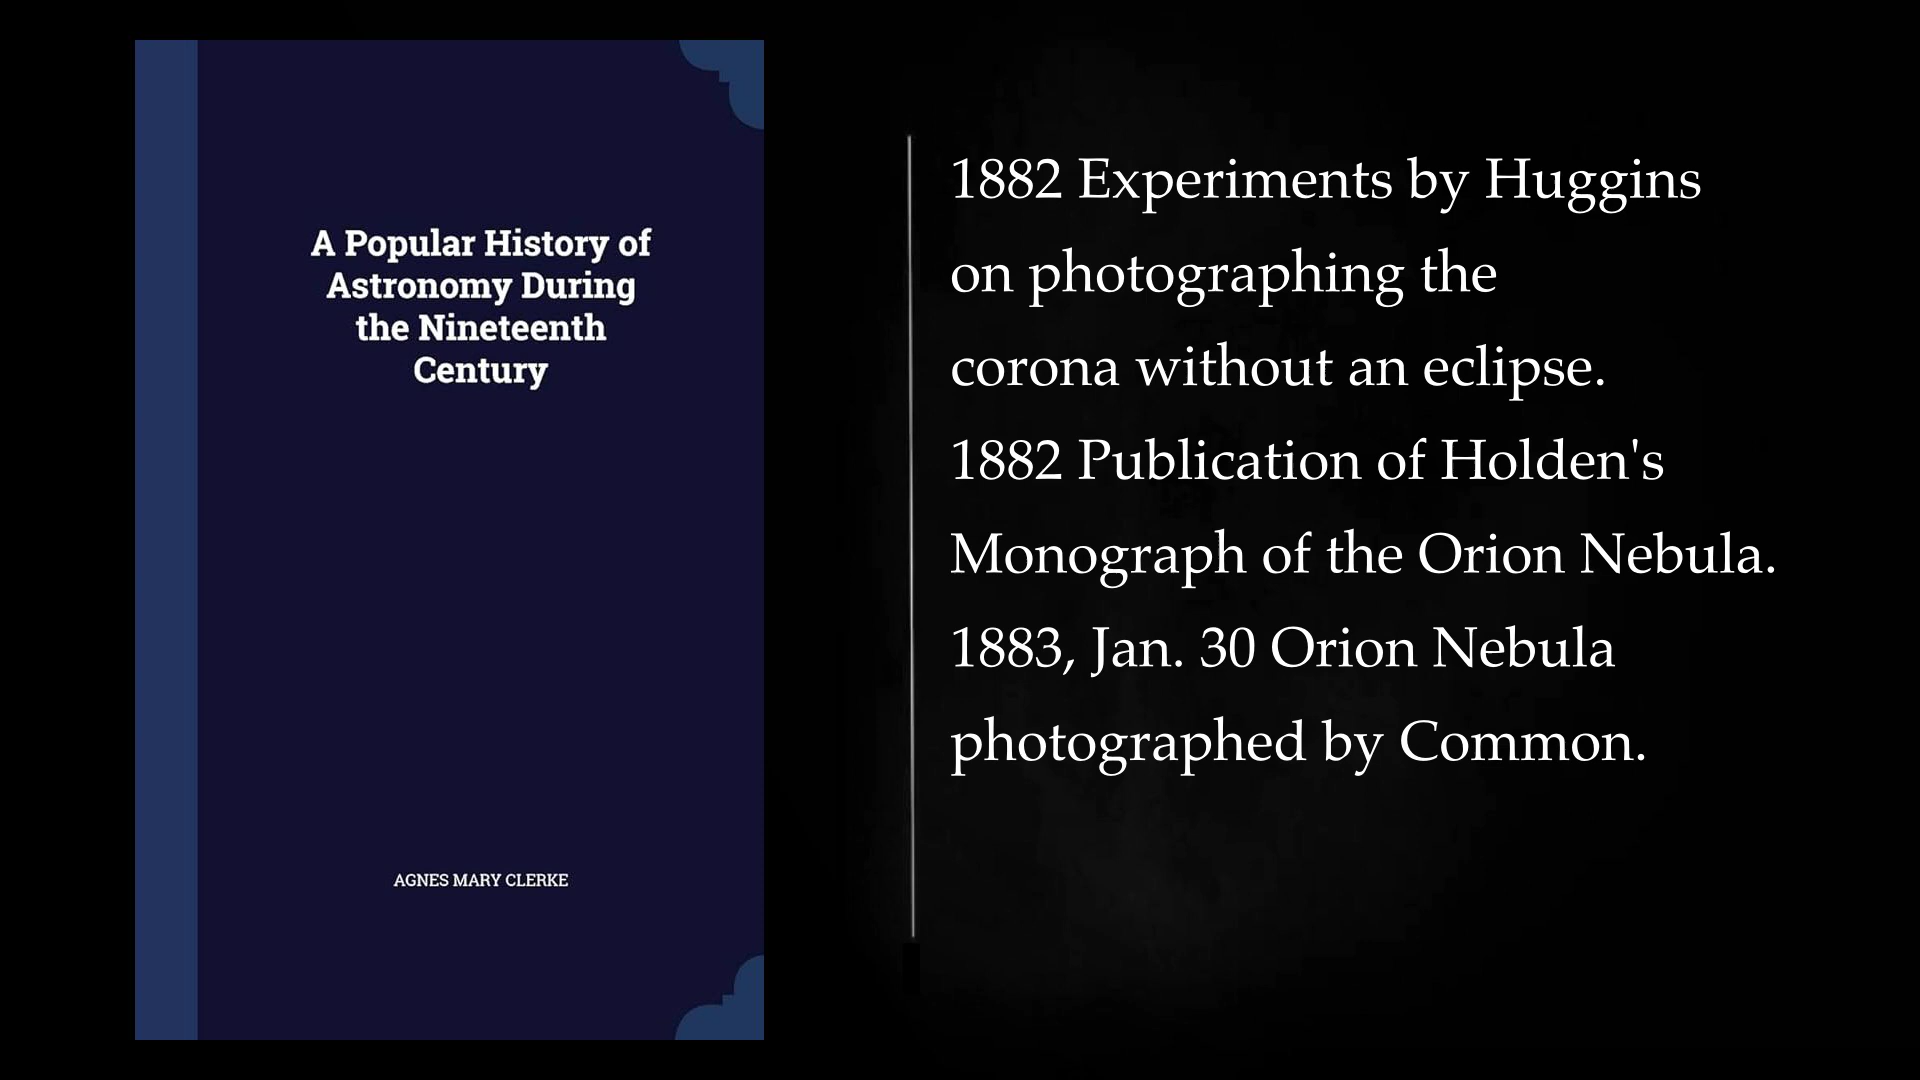 A Popular History of
Astronomy During
the Nineteenth
Century
AGNES MARY CLERKE
1882 Experiments by Huggins
on photographing the
corona without an eclipse.
1882 Publication of Holden's
Monograph of the Orion Nebula.
1883, Jan. 30 Orion Nebula
photographed by Common.